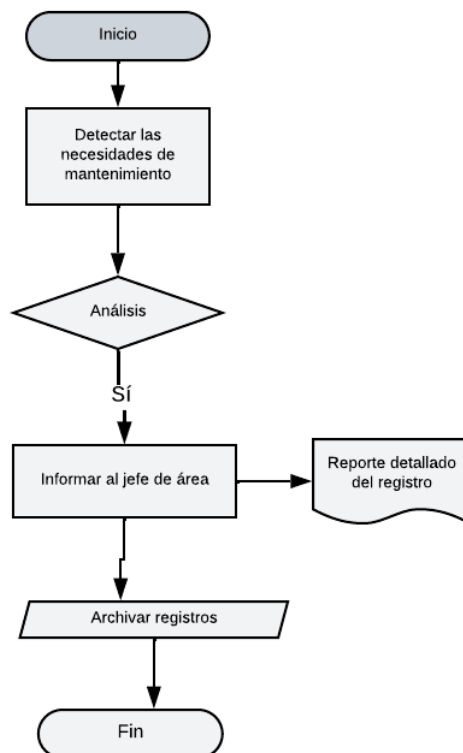 Inicio
Detectar las
necesidades de
mantenimiento
Análisis
Sí
Informar al jefe de área
Reporte detallado
del registro
Archivar registros
Fin